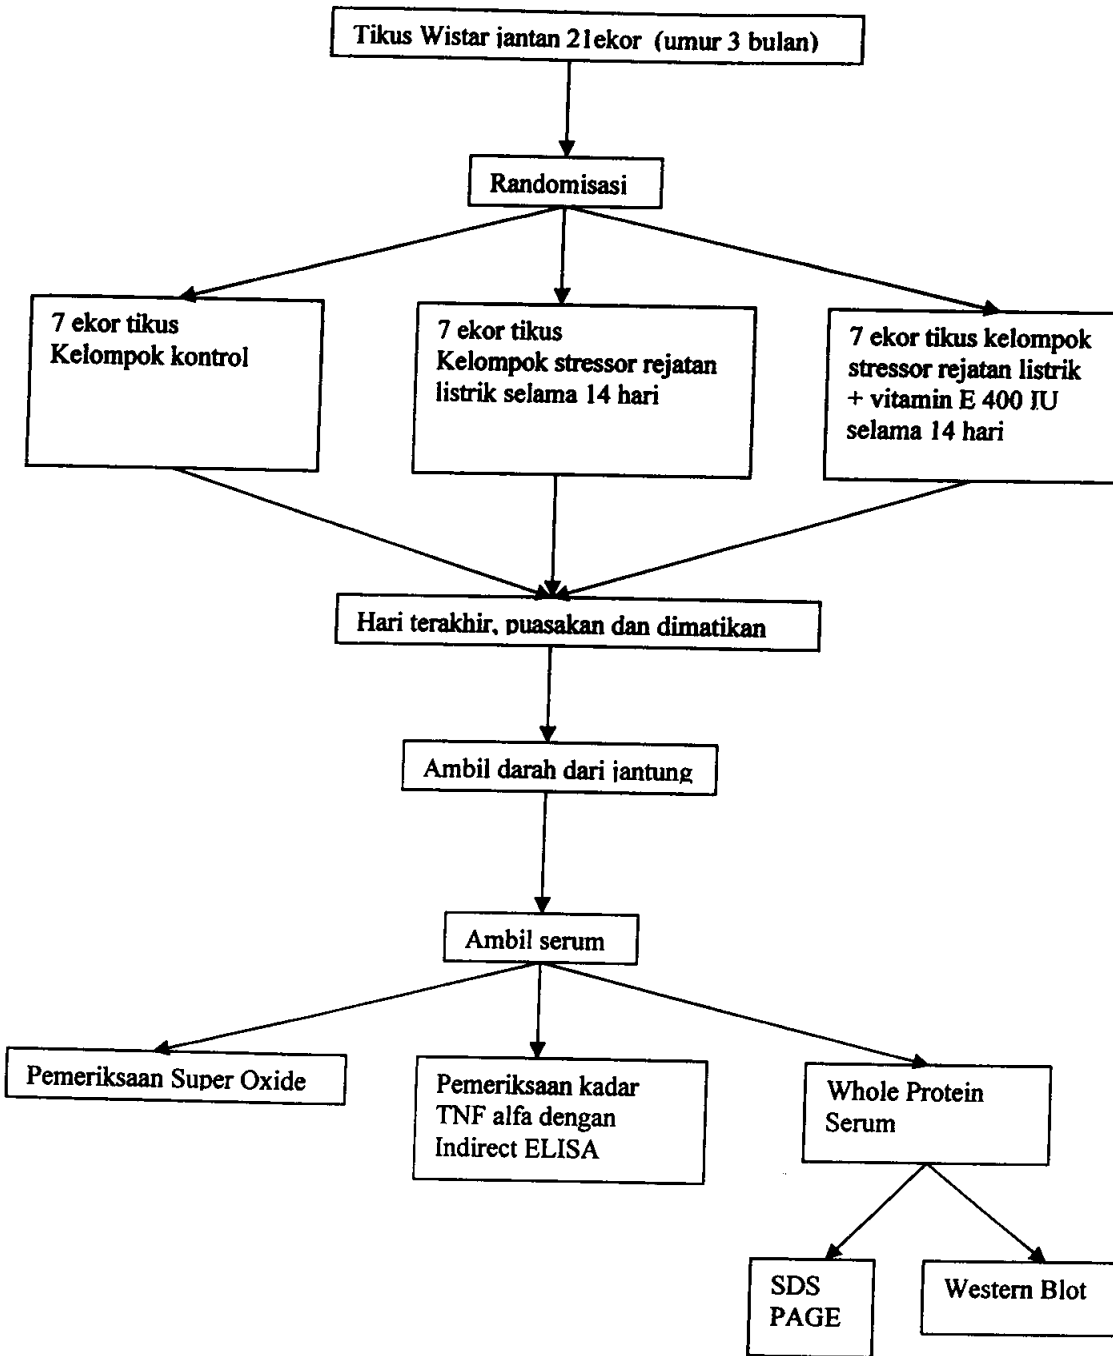 Tikus Wistar jantan 21ekor (umur 3 bulan)
Randomisasi
7 ekor tikus
Kelompok kontrol
7 ekor tikus
Kelompok stressor rejatan
listrik selama 14 hari
7 ekor tikus kelompok
stressor rejatan listrik
+ vitamin E 400 IU
selama 14 hari
Hari terakhir, puasakan dan dimatikan
Ambil darah dari jantung
Ambil serum
Pemeriksaan Super Oxide
Pemeriksaan kadar
TNF alfa dengan
Indirect ELISA
Whole Protein
Serum
SDS
PAGE
Western Blot